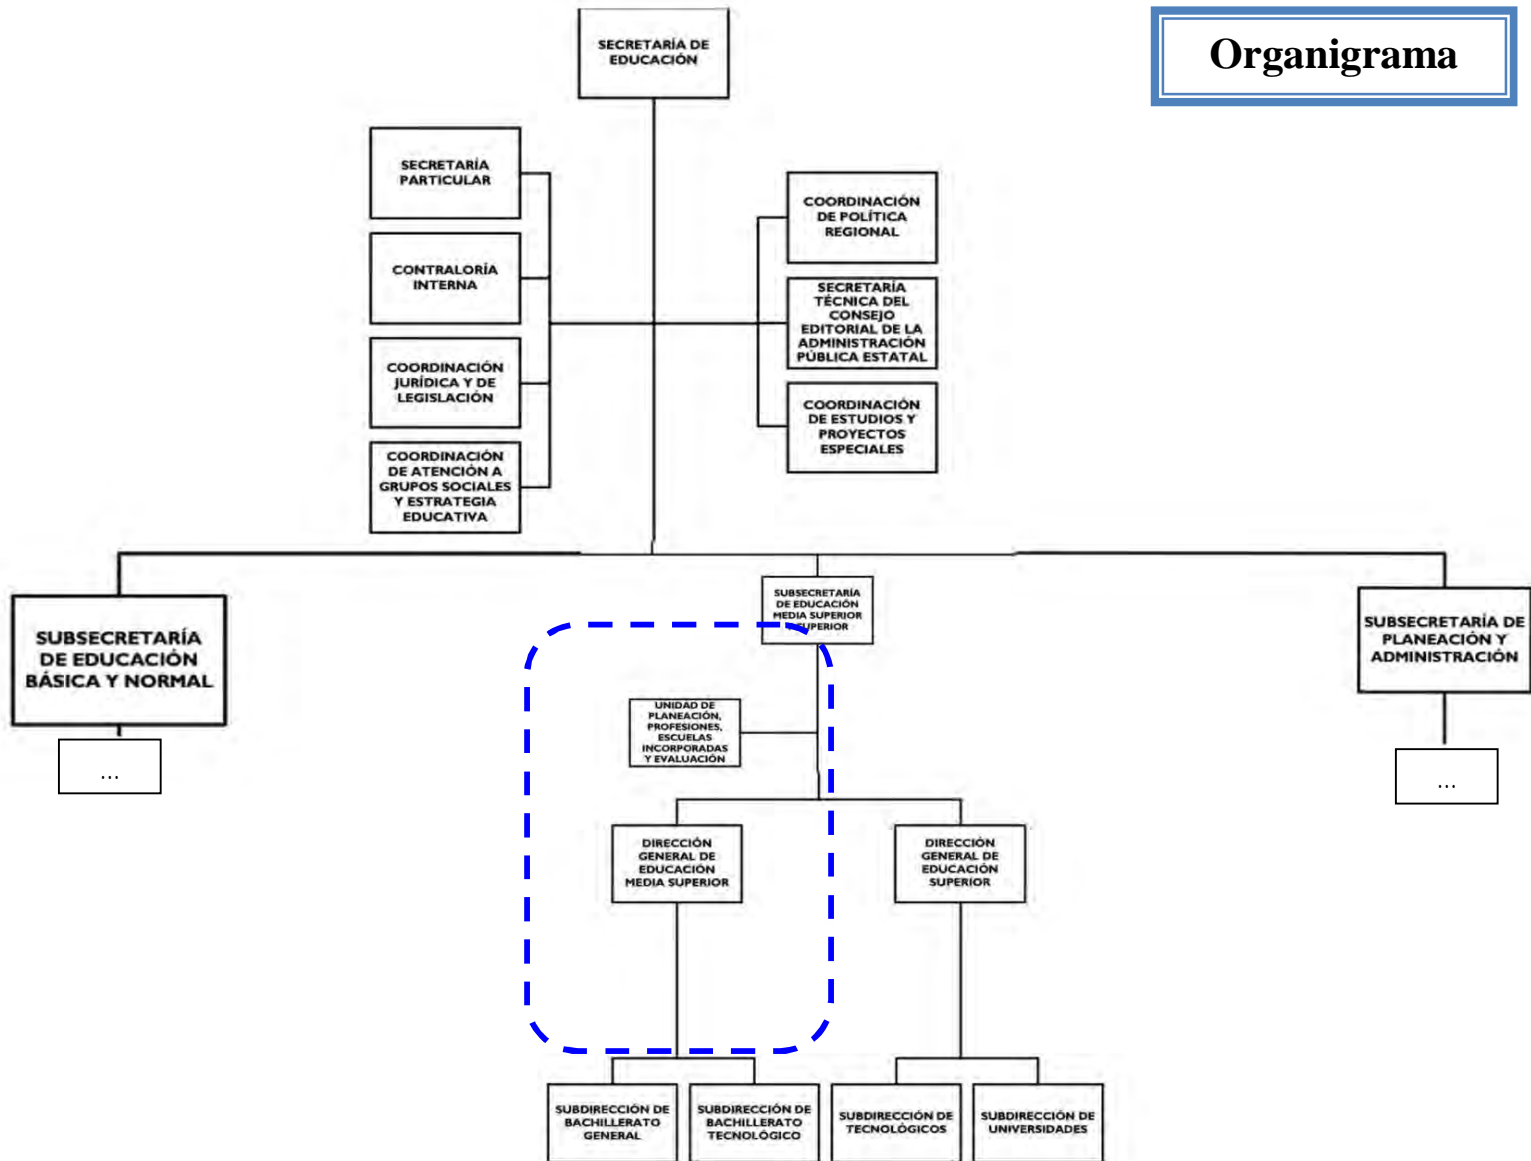 Organigrama
SECRETARÍA DE
EDUCACIÓN
SECRETARÍA
PARTICULAR
CONTRALORÍA
INTERNA
COORDINACIÓN
JURÍDICA Y DE
LEGISLACIÓN
COORDINACIÓN
DE ATENCIÓN A
GRUPOS SOCIALES
Y ESTRATEGIA
EDUCATIVA
COORDINACIÓN
DE POLÍTICA
REGIONAL
SECRETARÍA
TÉCNICA DEL
CONSEJO
EDITORIAL DE LA
ADMINISTRACIÓN
PÚBLICA ESTATAL
COORDINACIÓN
DE ESTUDIOS Y
PROYECTOS
ESPECIALES
SUBSECRETARÍA
DE EDUCACIÓN
BÁSICA Y NORMAL
...
SUBSECRETARÍA
DE EDUCACIÓN
MEDIA SUPERIOR
SUPERIOR
SUBSECRETARÍA DE
PLANEACIÓN Y
ADMINISTRACIÓN
...
UNIDAD DE
PLANEACIÓN,
PROFESIONES,
ESCUELAS
INCORPORADAS
Y EVALUACIÓN
DIRECCIÓN
GENERAL DE
EDUCACIÓN
MEDIA SUPERIOR
DIRECCIÓN
GENERAL DE
EDUCACIÓN
SUPERIOR
SUBDIRECCIÓN DE
BACHILLERATO
GENERAL
SUBDIRECCIÓN DE
BACHILLERATO
TECNOLÓGICO
SUBDIRECCIÓN DE
TECNOLÓGICOS
SUBDIRECCIÓN DE
UNIVERSIDADES